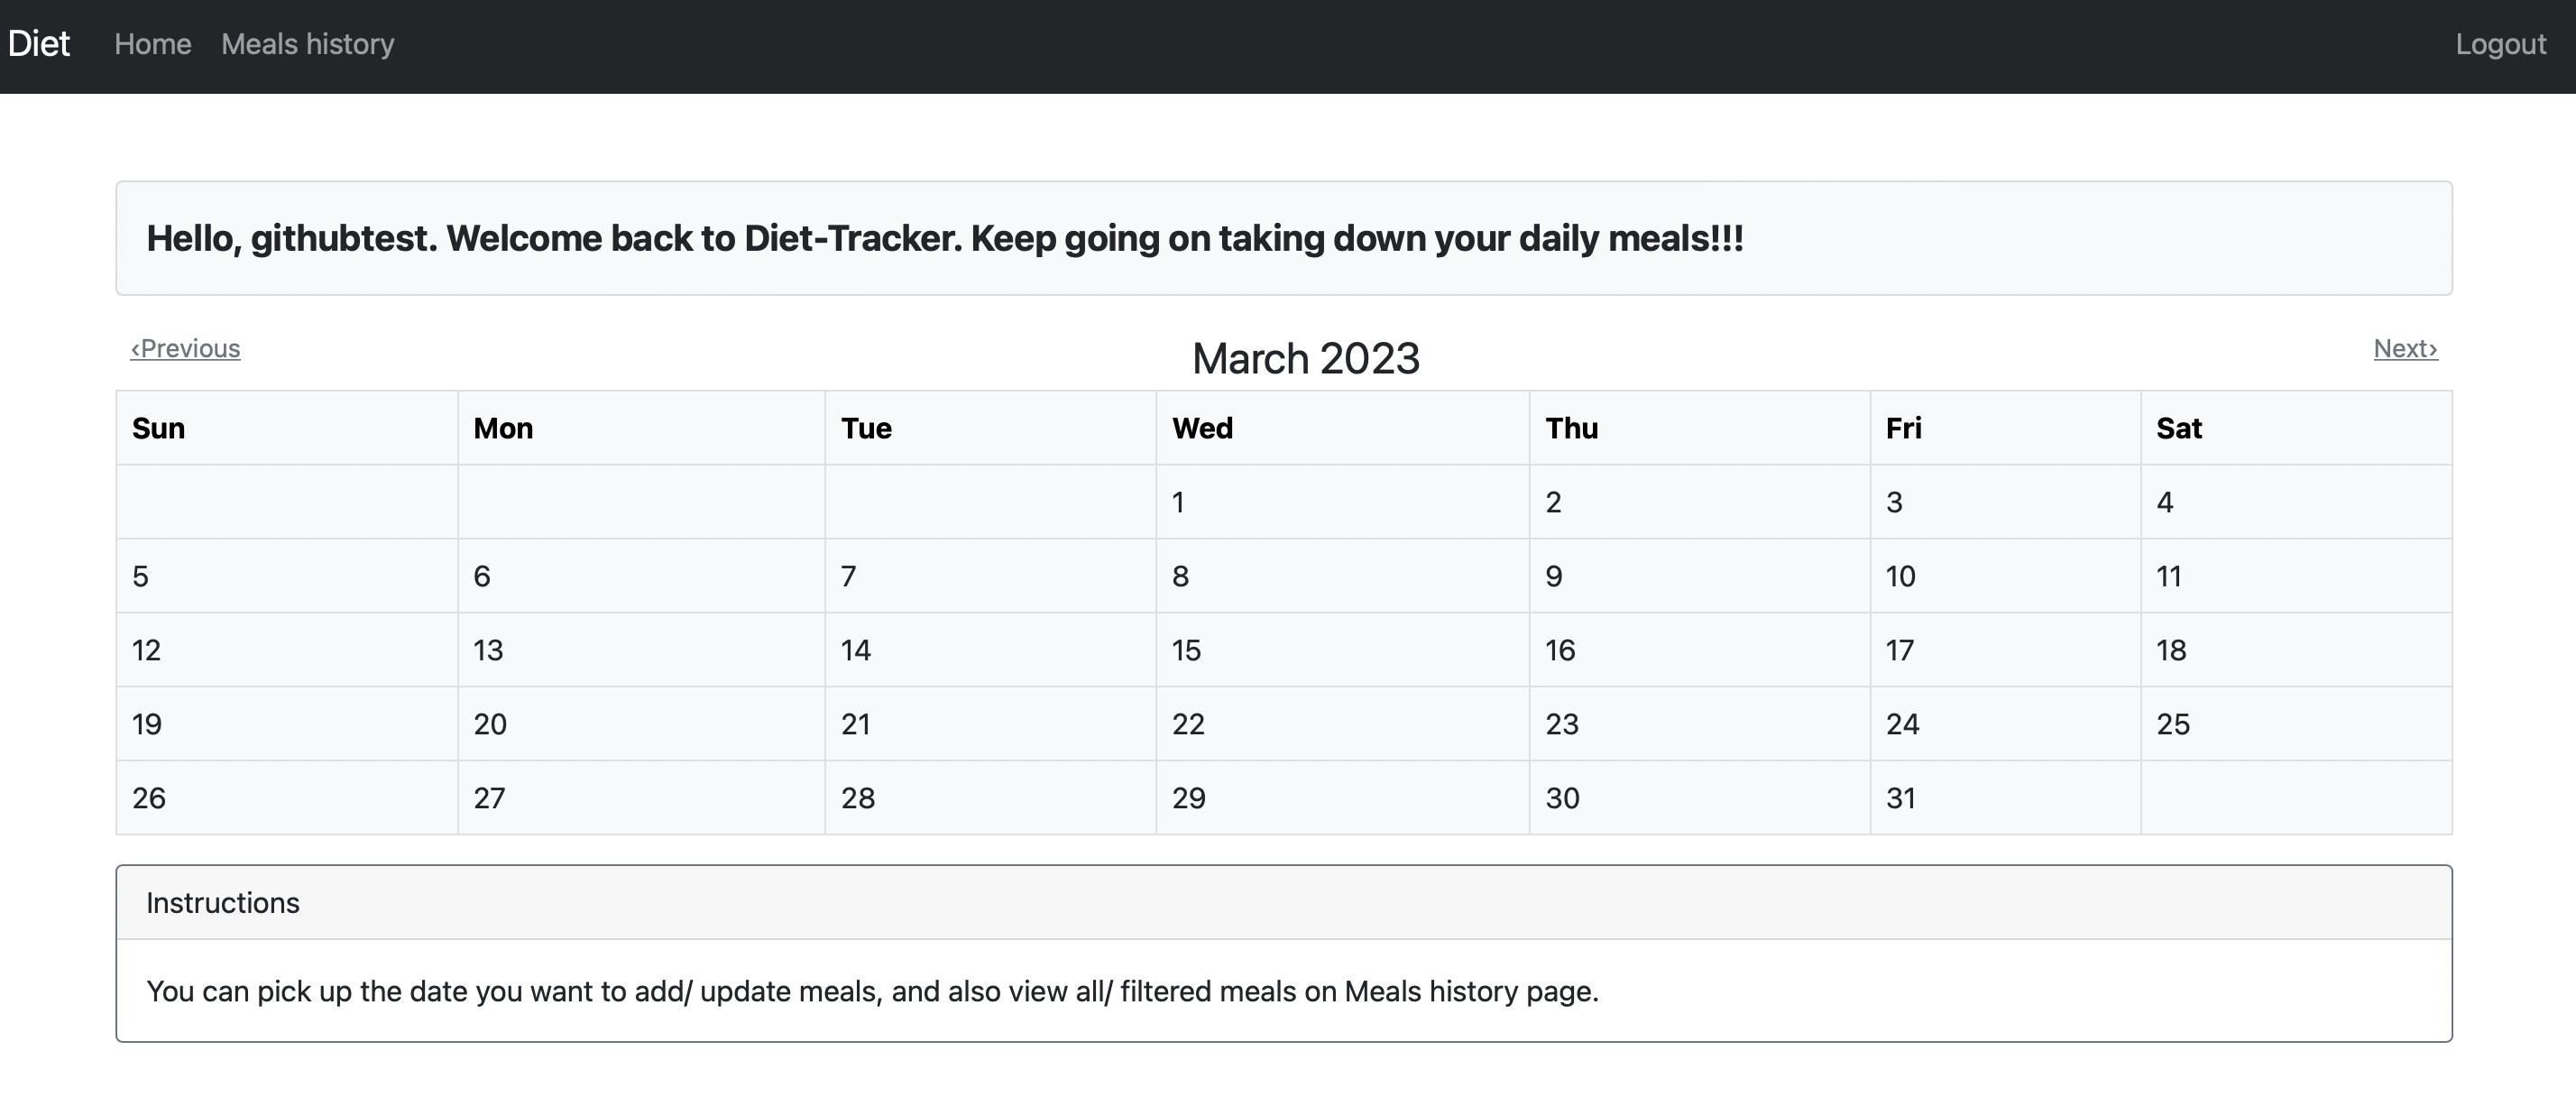 Diet Home Meals history Logout
Hello, githubtest. Welcome back to Diet-Tracker. Keep going on taking down your daily meals!!!
‹Previous March 2023 Next›
Sun Mon Tue Wed Thu Fri Sat
1 2 3 4
5 6 7 8 9 10 11
12 13 14 15 16 17 18
19 20 21 22 23 24 25
26 27 28 29 30 31
Instructions
You can pick up the date you want to add/ update meals, and also view all/ filtered meals on Meals history page.